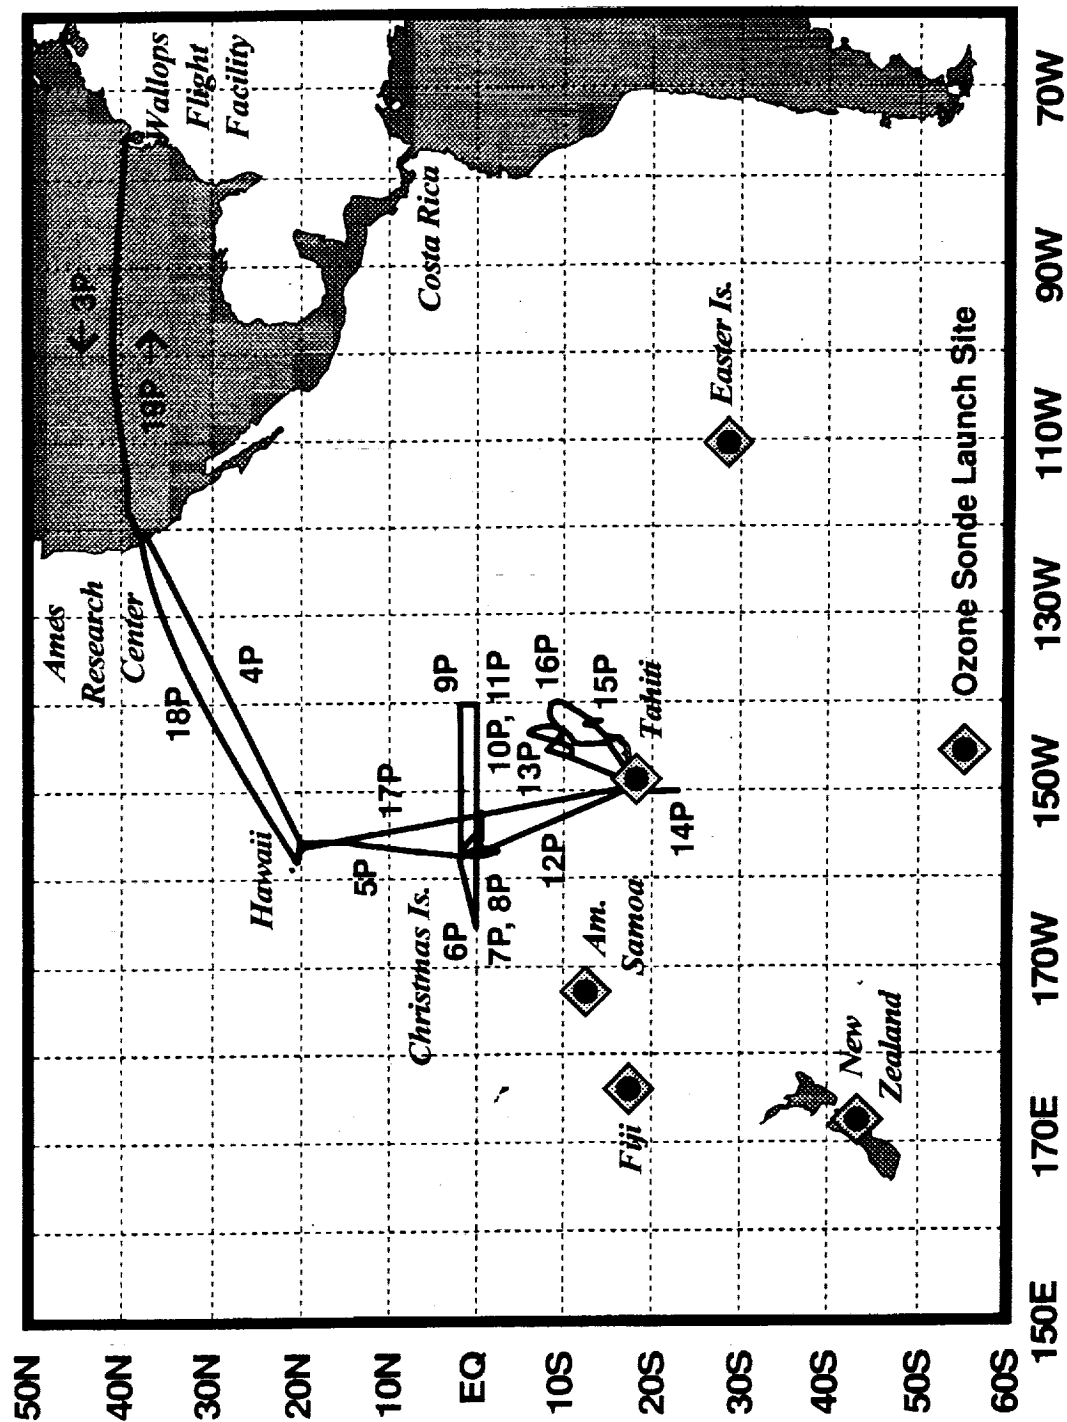 50N
40N
30N
20N
10N
EQ
10S
20S
30S
40S
50S
60S
150E
170E
170W
150W
130W
110W
90W
70W
Wallops
Flight
Facility
3P
19P
Ames
Research
Center
18P
4P
Hawaii
5P
17P
Christmas Is.
6P
7P, 8P
9P
10P, 11P
12P
13P
14P
15P
16P
Tahiti
Am.
Samoa
Fiji
New
Zealand
Easter Is.
Costa Rica
Ozone Sonde Launch Site